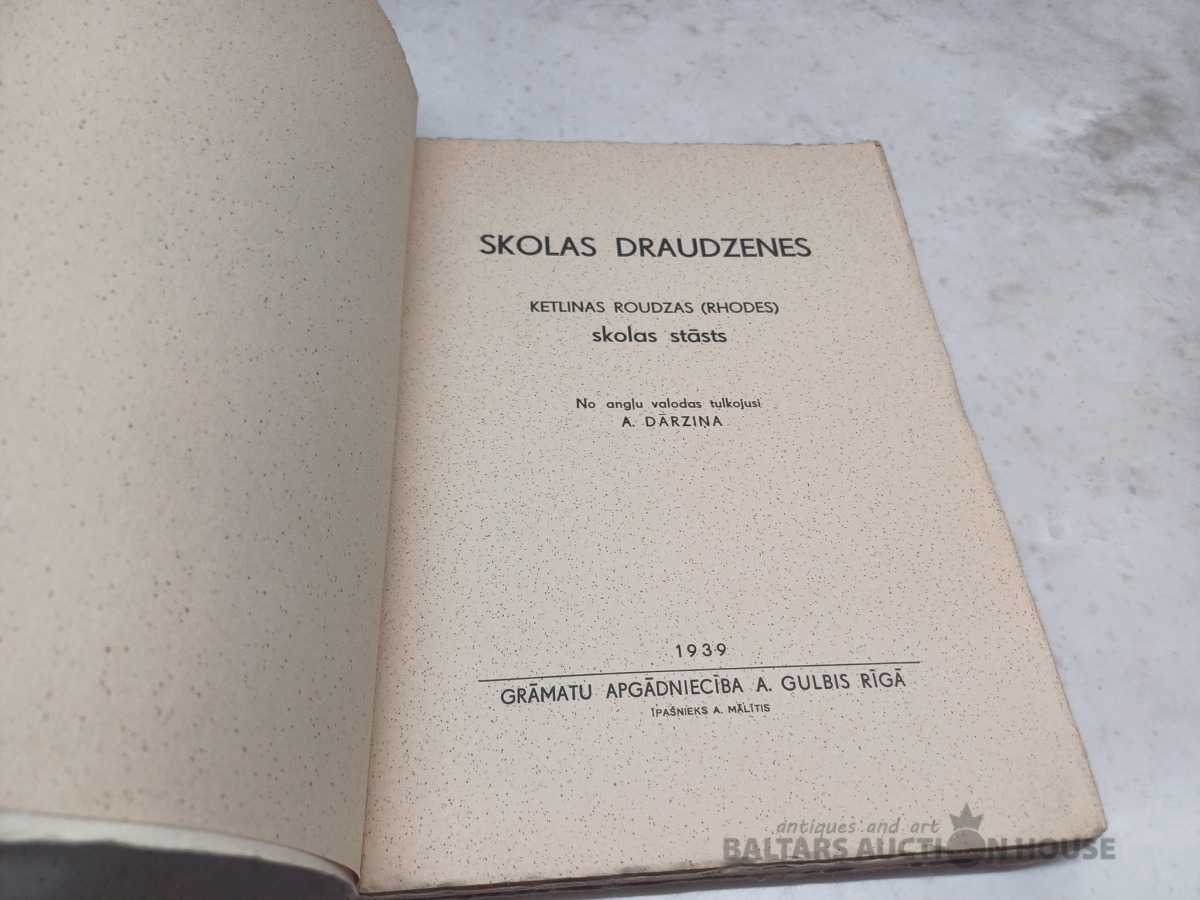 SKOLAS DRAUDZENES
KETLINAS ROUDZAS (RHODES)
skolas stāsts
No angļu valodas tulkojusi
A. DĀRZIŅA
1939
GRĀMATU APGĀDNIECĪBA A. GULBIS RĪGĀ
ĪPAŠNIEKS A. MĀLĪTIS
antiques and art
BALTARS AUCTION HOUSE